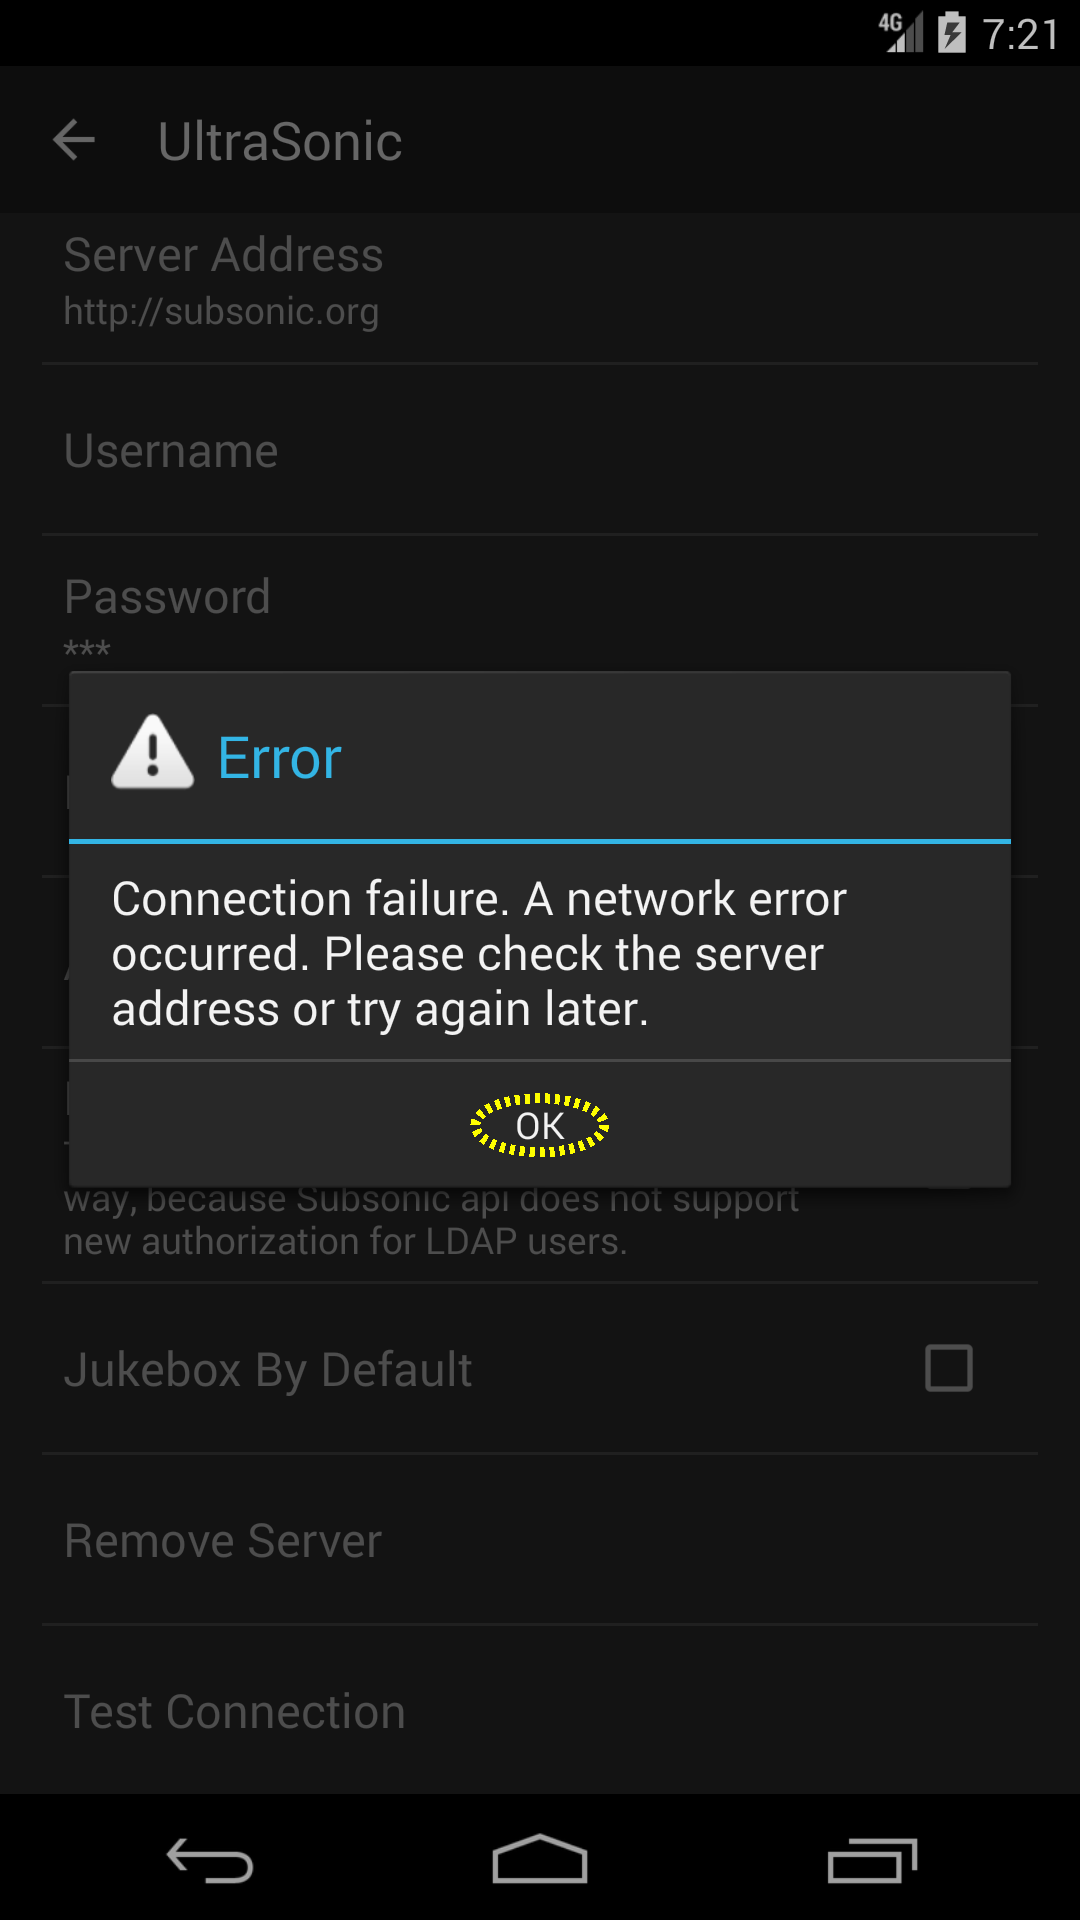 4G 7:21
UltraSonic
Server Address
http://subsonic.org
Username
Password
***
Error
Connection failure. A network error
occurred. Please check the server
address or try again later.
OK
way, because Subsonic api does not support
new authorization for LDAP users.
Jukebox By Default
Remove Server
Test Connection